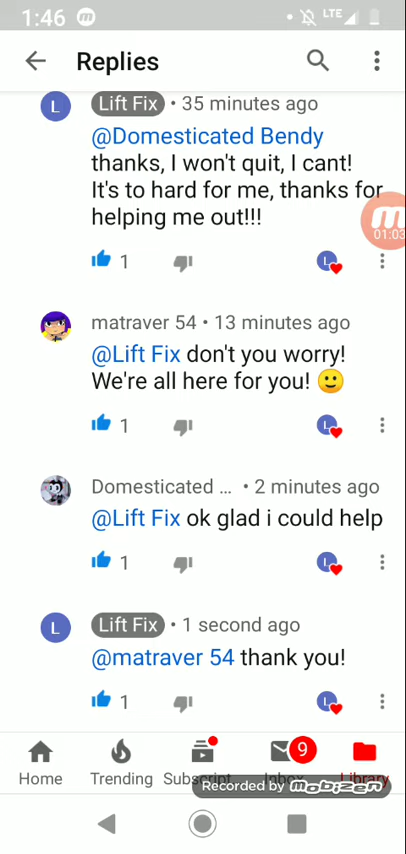 1:46
LTE
Replies
L
Lift Fix • 35 minutes ago
@Domesticated Bendy
thanks, I won't quit, I cant!
It's to hard for me, thanks for
helping me out!!!
01:03
1
L
matraver 54 • 13 minutes ago
@Lift Fix don't you worry!
We're all here for you! 🙂
1
L
Domesticated ... • 2 minutes ago
@Lift Fix ok glad i could help
1
L
L
Lift Fix • 1 second ago
@matraver 54 thank you!
1
L
9
Home Trending Subscript... Inbox Library
Recorded by mobizen